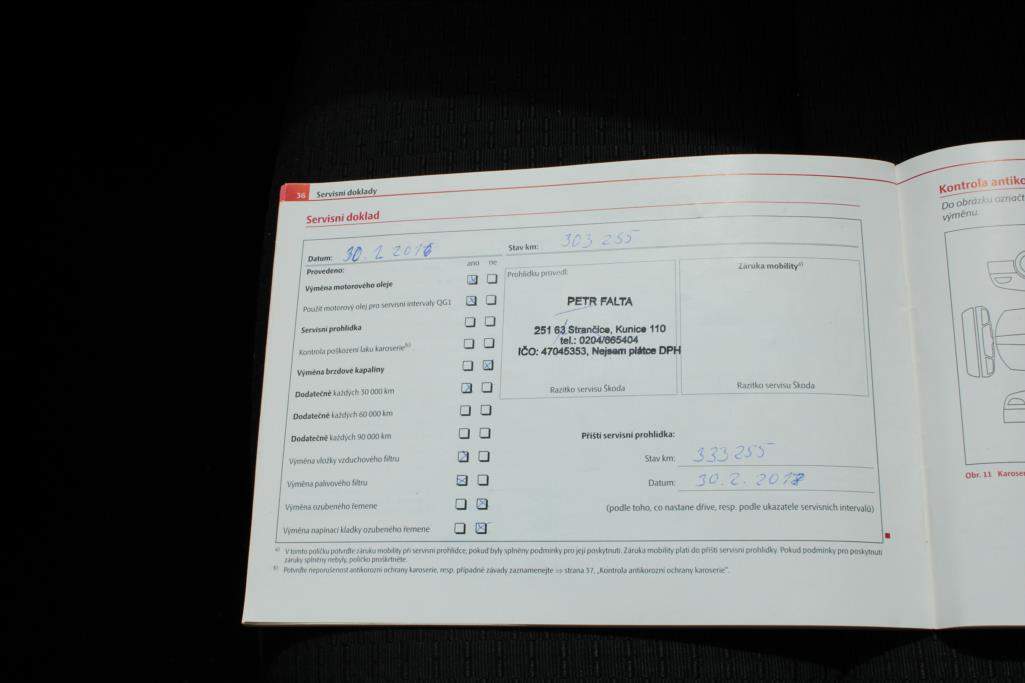 36 Servisní doklady
Servisní doklad
Datum: 30. 2 2016
Stav km: 303 255
Provedeno:
ano ne
Výměna motorového oleje
Použit motorový olej pro servisní intervaly QG1
Servisní prohlídka
Kontrola poškození laku karoserie b)
Výměna brzdové kapaliny
Dodatečně každých 30 000 km
Dodatečně každých 60 000 km
Dodatečně každých 90 000 km
Výměna vložky vzduchového filtru
Výměna palivového filtru
Výměna ozubeného řemene
Výměna napínací kladky ozubeného řemene
Prohlídku provedl:
PETR FALTA
251 63 Strančice, Kunice 110
tel.: 0204/665404
IČO: 47045353, Nejsem plátce DPH
Razítko servisu Škoda
Záruka mobility a)
Razítko servisu Škoda
Příští servisní prohlídka:
Stav km: 333 255
Datum: 30. 2. 2017
(podle toho, co nastane dříve, resp. podle ukazatele servisních intervalů)
a) V tomto políčku potvrďte záruku mobility při servisní prohlídce, pokud byly splněny podmínky pro její poskytnutí. Záruka mobility platí do příští servisní prohlídky. Pokud podmínky pro poskytnutí
záruky splněny nebyly, políčko proškrtněte.
b) Potvrďte neporušenost antikorozní ochrany karoserie, resp. případné závady zaznamenejte ⇒ strana 37, „Kontrola antikorozní ochrany karoserie".
Kontrola antiko
Do obrázku označt
výměnu.
Obr. 11 Karoser